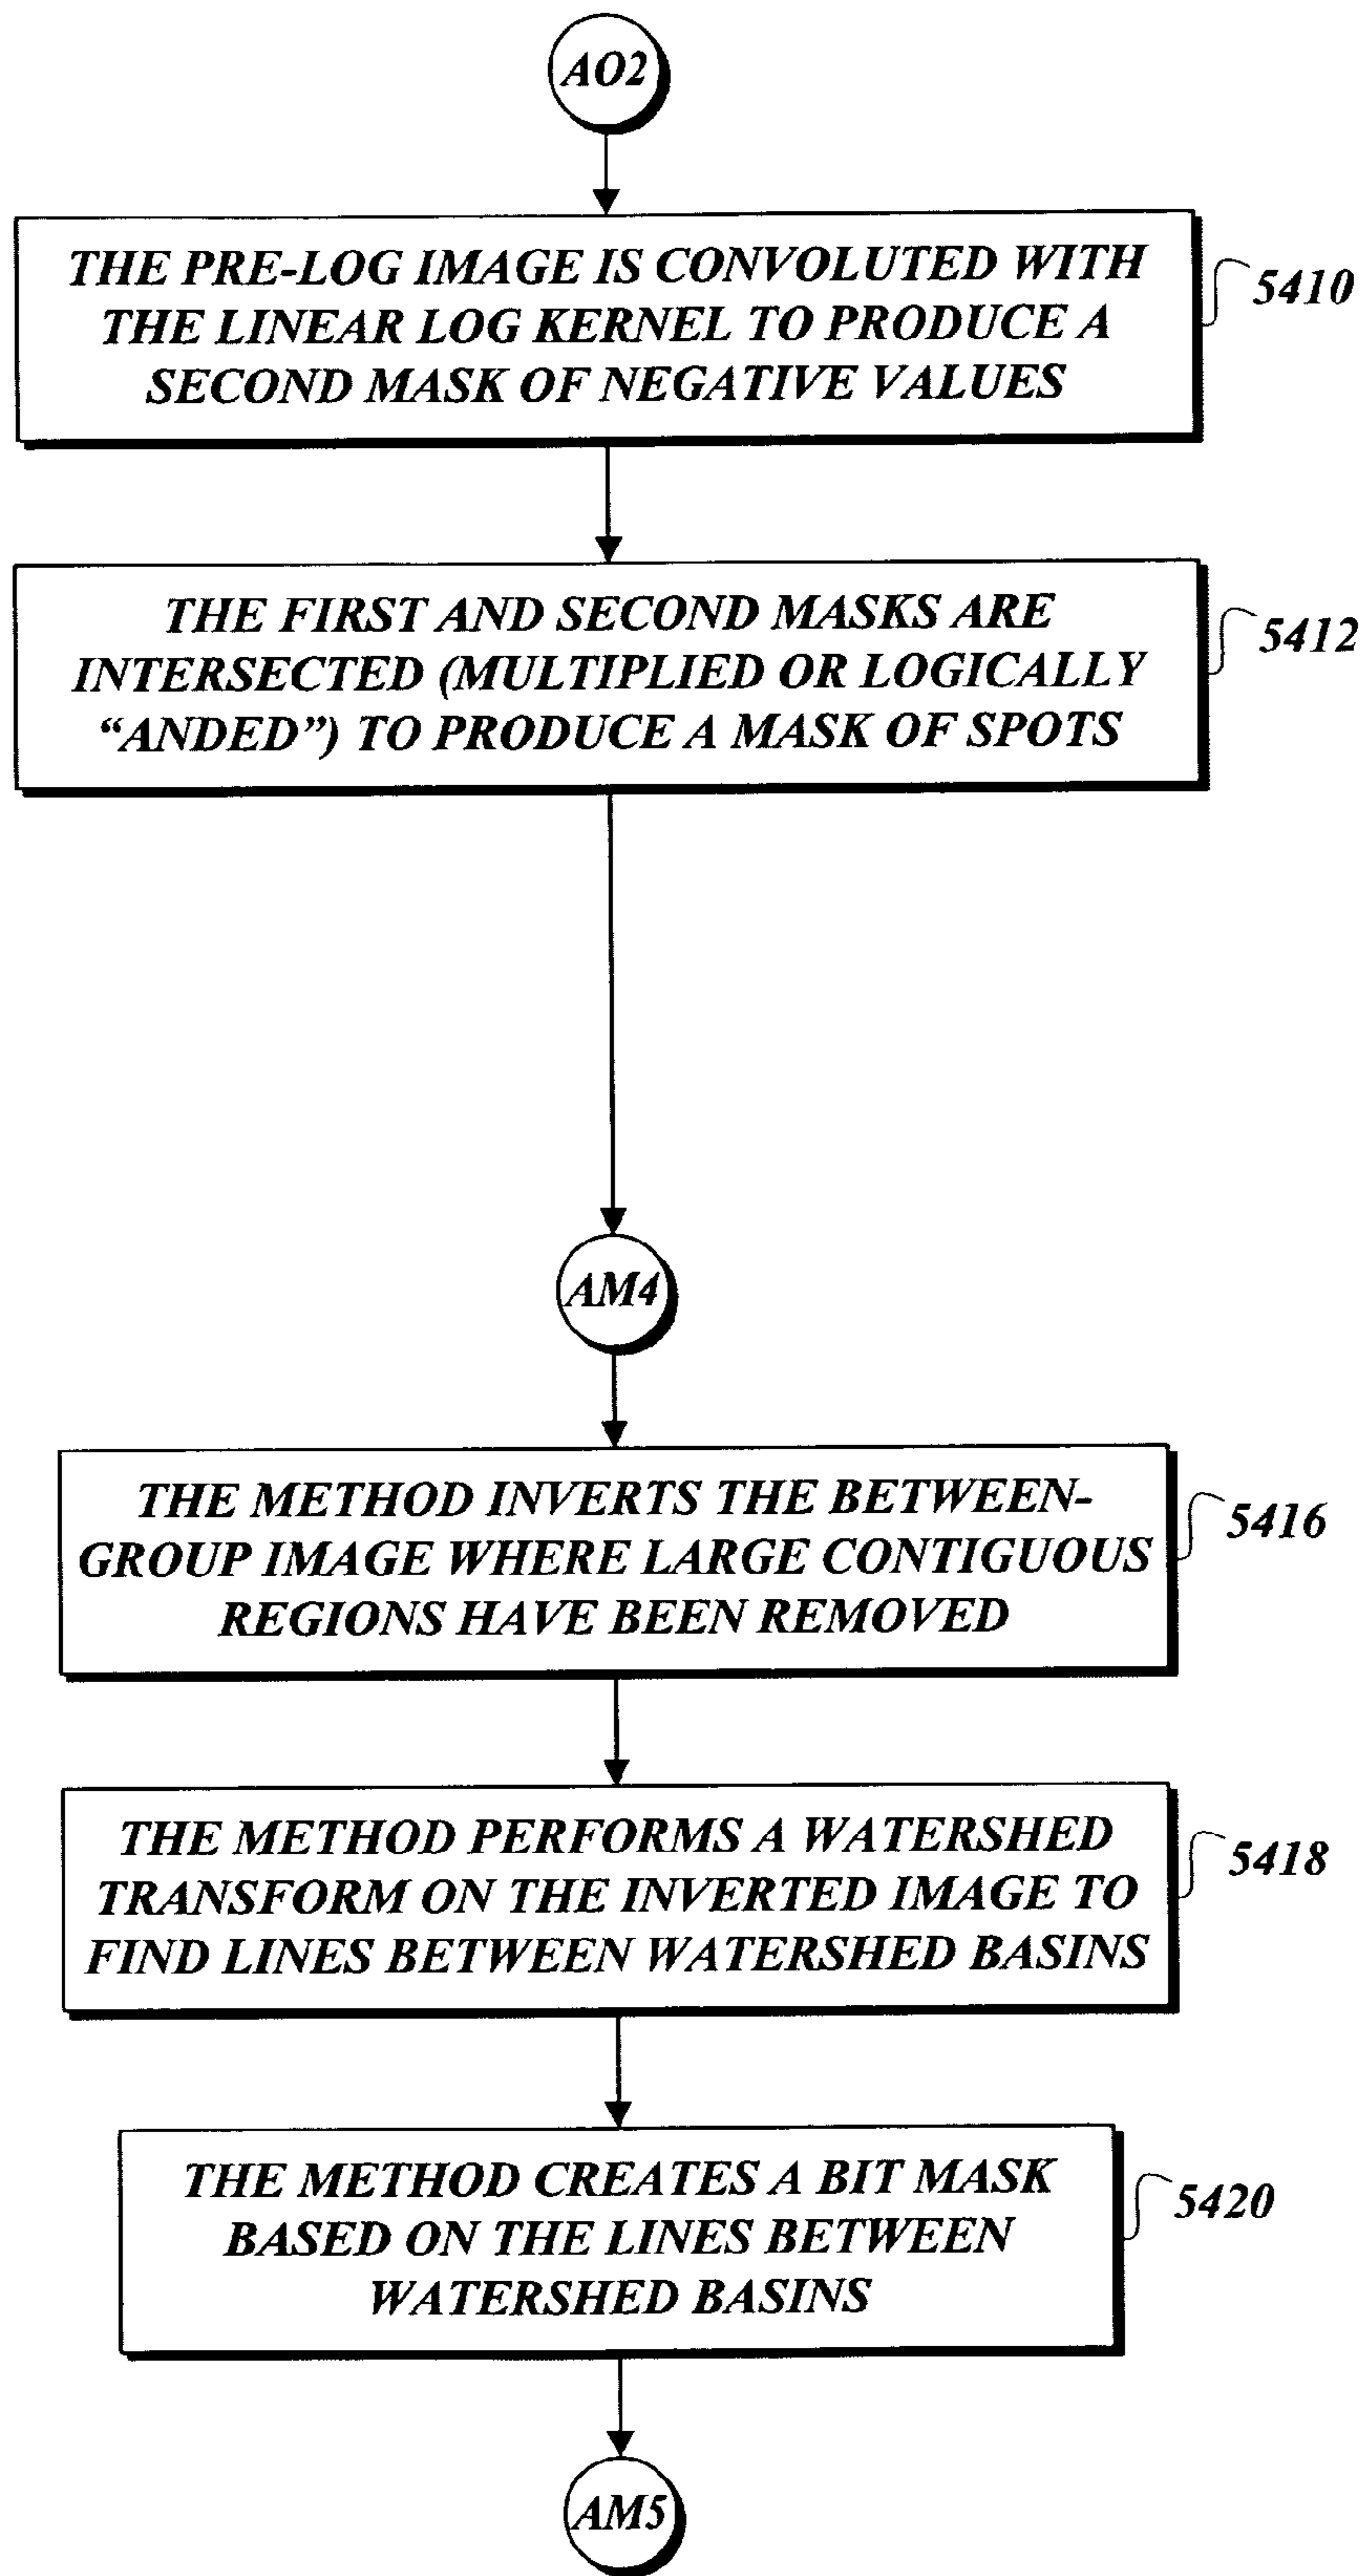 AO2
THE PRE-LOG IMAGE IS CONVOLUTED WITH
THE LINEAR LOG KERNEL TO PRODUCE A
SECOND MASK OF NEGATIVE VALUES
5410
THE FIRST AND SECOND MASKS ARE
INTERSECTED (MULTIPLIED OR LOGICALLY
“ANDED”) TO PRODUCE A MASK OF SPOTS
5412
AM4
THE METHOD INVERTS THE BETWEEN-
GROUP IMAGE WHERE LARGE CONTIGUOUS
REGIONS HAVE BEEN REMOVED
5416
THE METHOD PERFORMS A WATERSHED
TRANSFORM ON THE INVERTED IMAGE TO
FIND LINES BETWEEN WATERSHED BASINS
5418
THE METHOD CREATES A BIT MASK
BASED ON THE LINES BETWEEN
WATERSHED BASINS
5420
AM5